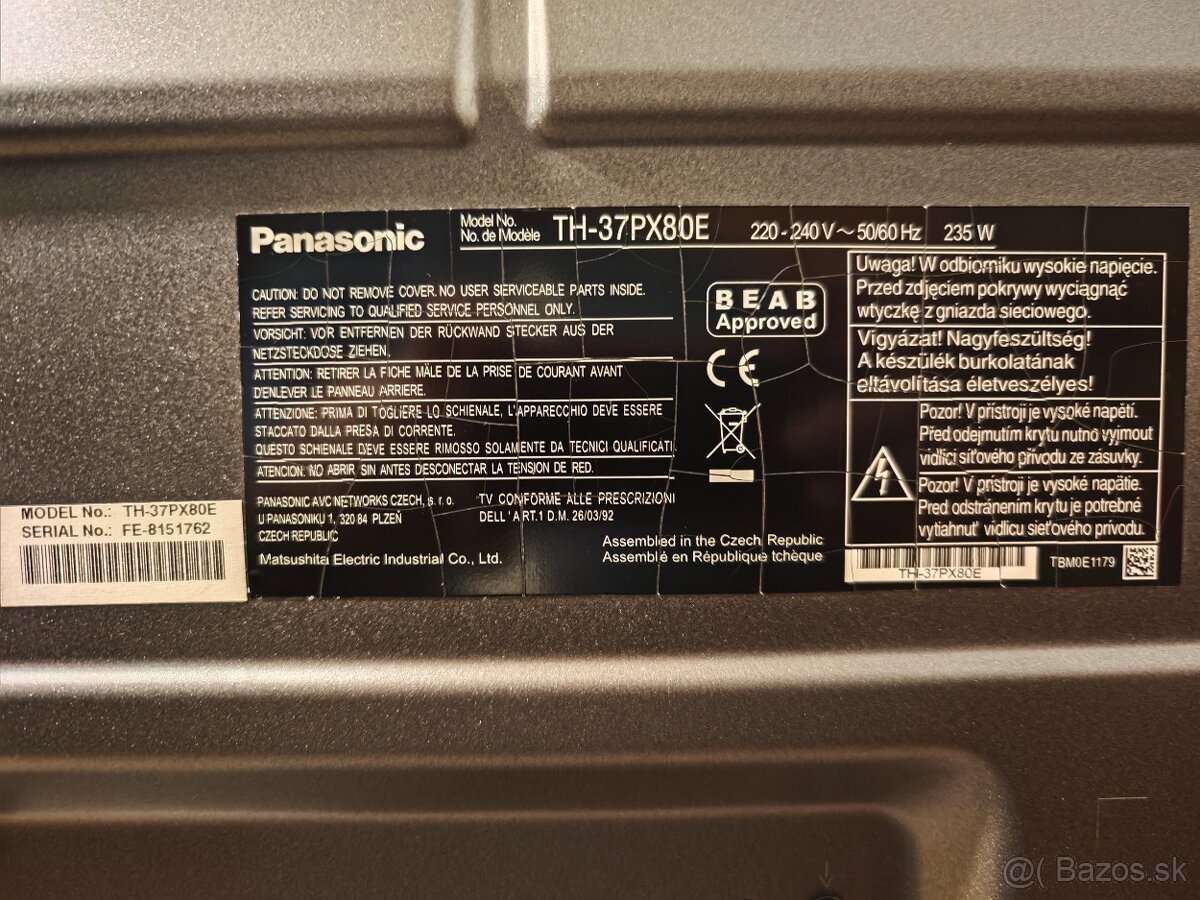 Panasonic
Model No.
No. de Modèle
TH-37PX80E
220 - 240 V ~ 50/60 Hz
235 W
CAUTION: DO NOT REMOVE COVER. NO USER SERVICEABLE PARTS INSIDE.
REFER SERVICING TO QUALIFIED SERVICE PERSONNEL ONLY.
VORSICHT: VOR ENTFERNEN DER RÜCKWAND STECKER AUS DER
NETZSTECKDOSE ZIEHEN.
ATTENTION: RETIRER LA FICHE MÄLE DE LA PRISE DE COURANT AVANT
D'ENLEVER LE PANNEAU ARRIERE.
ATTENZIONE: PRIMA DI TOGLIERE LO SCHIENALE, L'APPARECCHIO DEVE ESSERE
STACCATO DALLA PRESA DI CORRENTE.
QUESTO SCHIENALE DEVE ESSERE RIMOSSO SOLAMENTE DA TECNICI QUALIFICATI.
ATENCION: NO ABRIR SIN ANTES DESCONECTAR LA TENSION DE RED.
PANASONIC AVC NETWORKS CZECH, s. r. o.
U PANASONIKU 1, 320 84 PLZEŇ
CZECH REPUBLIC
TV CONFORME ALLE PRESCRIZIONI
DELL' ART.1 D.M. 26/03/92
Matsushita Electric Industrial Co., Ltd.
Assembled in the Czech Republic
Assemblé en République tchèque
BEAB
Approved
CE
Uwaga! W odbiorniku wysokie napięcie.
Przed zdjęciem pokrywy wyciągnąć
wtyczkę z gniazda sieciowego.
Vigyázat! Nagyfeszültség!
A készülék burkolatának
eltávolítása életveszélyes!
Pozor! V přístroji je vysoké napětí.
Před odejmutím krytu nutno vyjmout
vidlici síťového přívodu ze zásuvky.
Pozor! V prístroji je vysoké napätie.
Pred odstránením krytu je potrebné
vytiahnuť vidlicu sieťového prívodu.
TH-37PX80E
TBM0E1179
MODEL No.: TH-37PX80E
SERIAL No.: FE-8151762
@( Bazos.sk